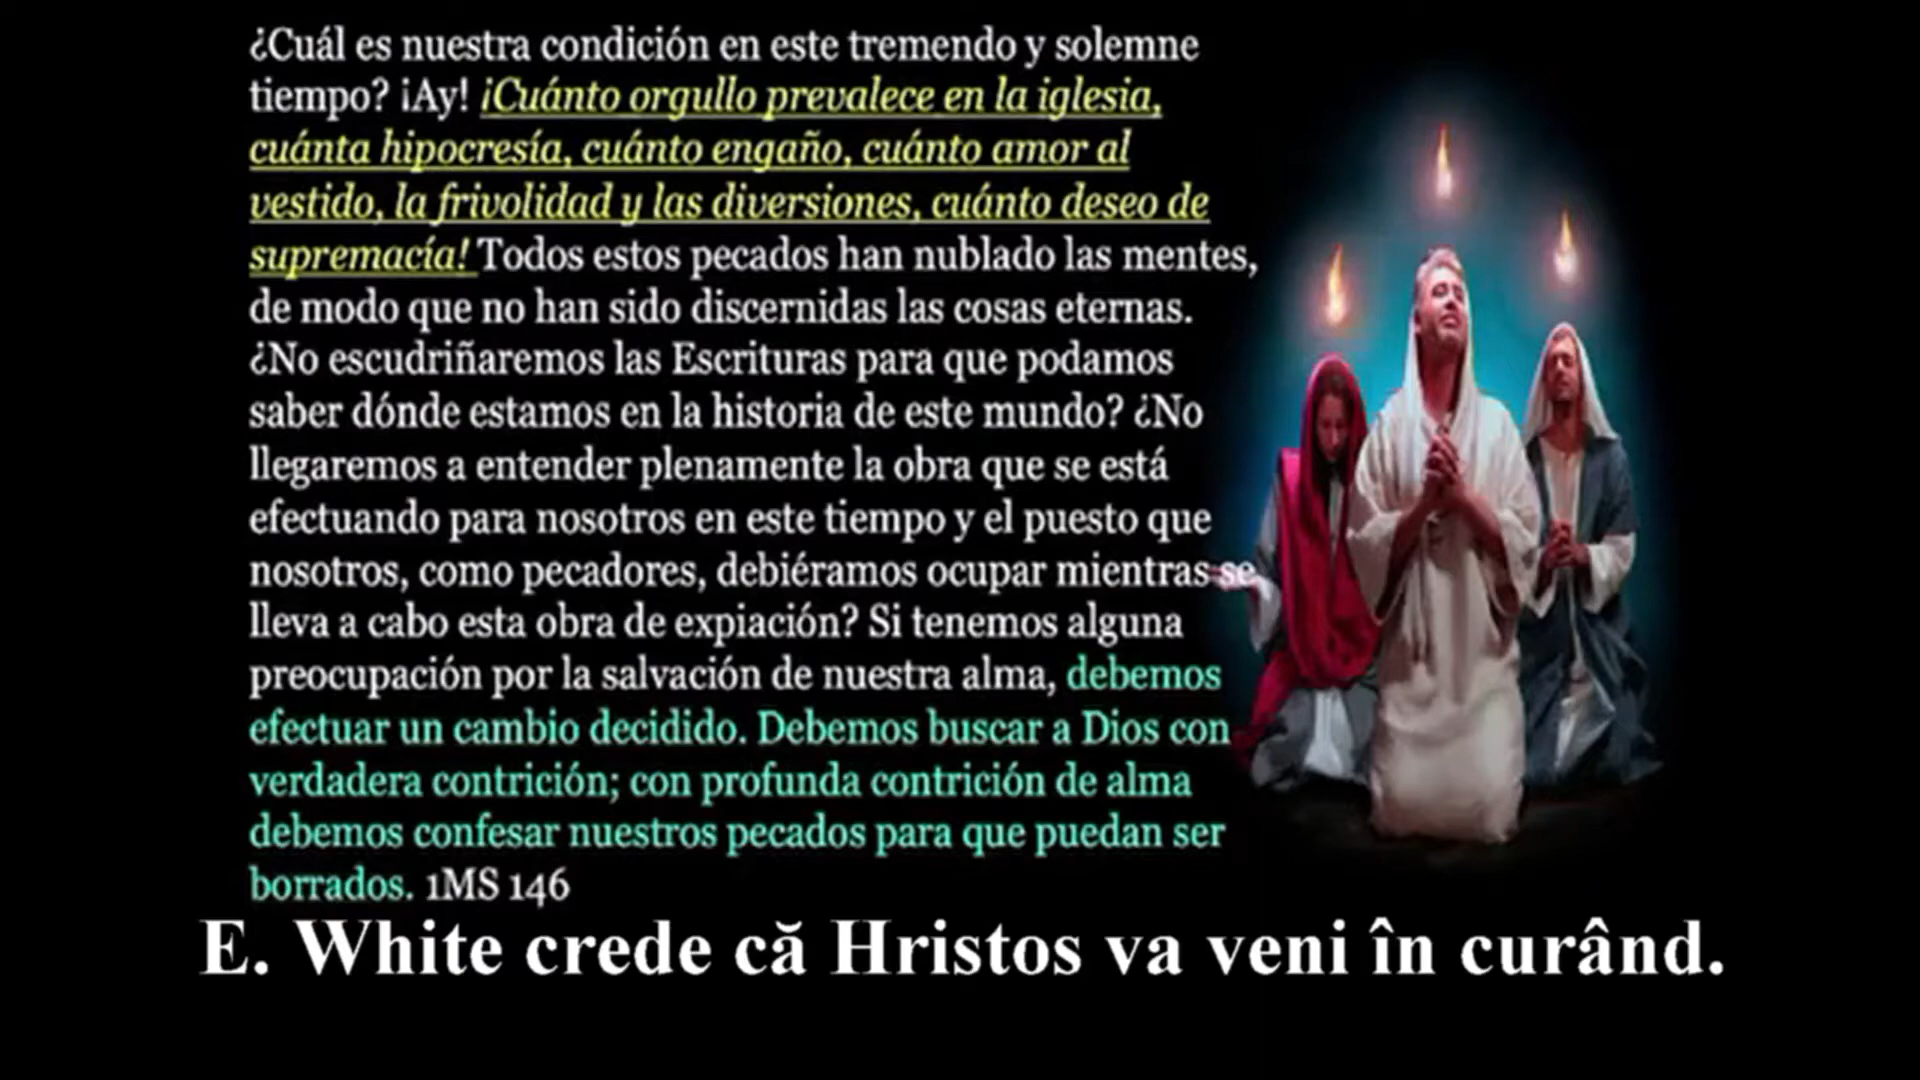 ¿Cuál es nuestra condición en este tremendo y solemne
tiempo? ¡Ay! ¡Cuánto orgullo prevalece en la iglesia,
cuánta hipocresía, cuánto engaño, cuánto amor al
vestido, la frivolidad y las diversiones, cuánto deseo de
supremacía! Todos estos pecados han nublado las mentes,
de modo que no han sido discernidas las cosas eternas.
¿No escudriñaremos las Escrituras para que podamos
saber dónde estamos en la historia de este mundo? ¿No
llegaremos a entender plenamente la obra que se está
efectuando para nosotros en este tiempo y el puesto que
nosotros, como pecadores, debiéramos ocupar mientras se
lleva a cabo esta obra de expiación? Si tenemos alguna
preocupación por la salvación de nuestra alma, debemos
efectuar un cambio decidido. Debemos buscar a Dios con
verdadera contrición; con profunda contrición de alma
debemos confesar nuestros pecados para que puedan ser
borrados. 1MS 146
E. White crede că Hristos va veni în curând.